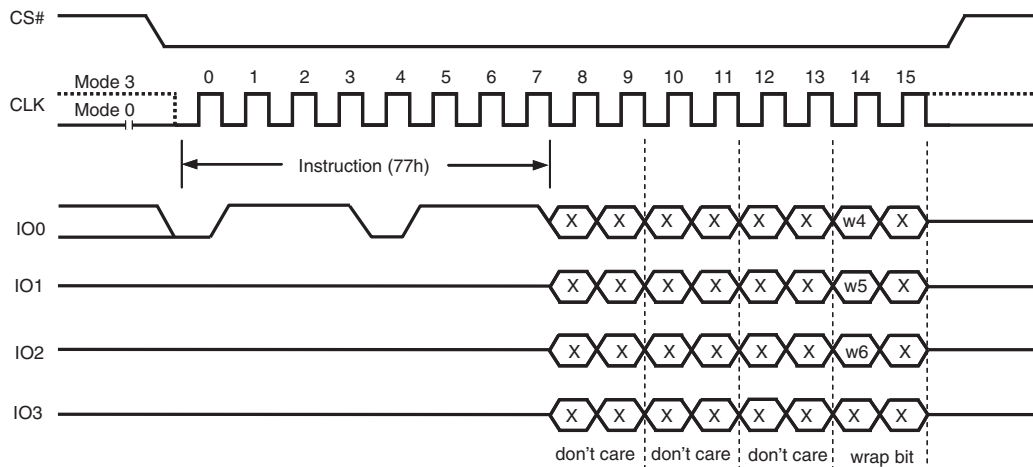 CS#
Mode 3
0 1 2 3 4 5 6 7 8 9 10 11 12 13 14 15
CLK
Mode 0
Instruction (77h)
IO0 X X X X X X w4 X
IO1 X X X X X X w5 X
IO2 X X X X X X w6 X
IO3 X X X X X X X X
don't care don't care don't care wrap bit